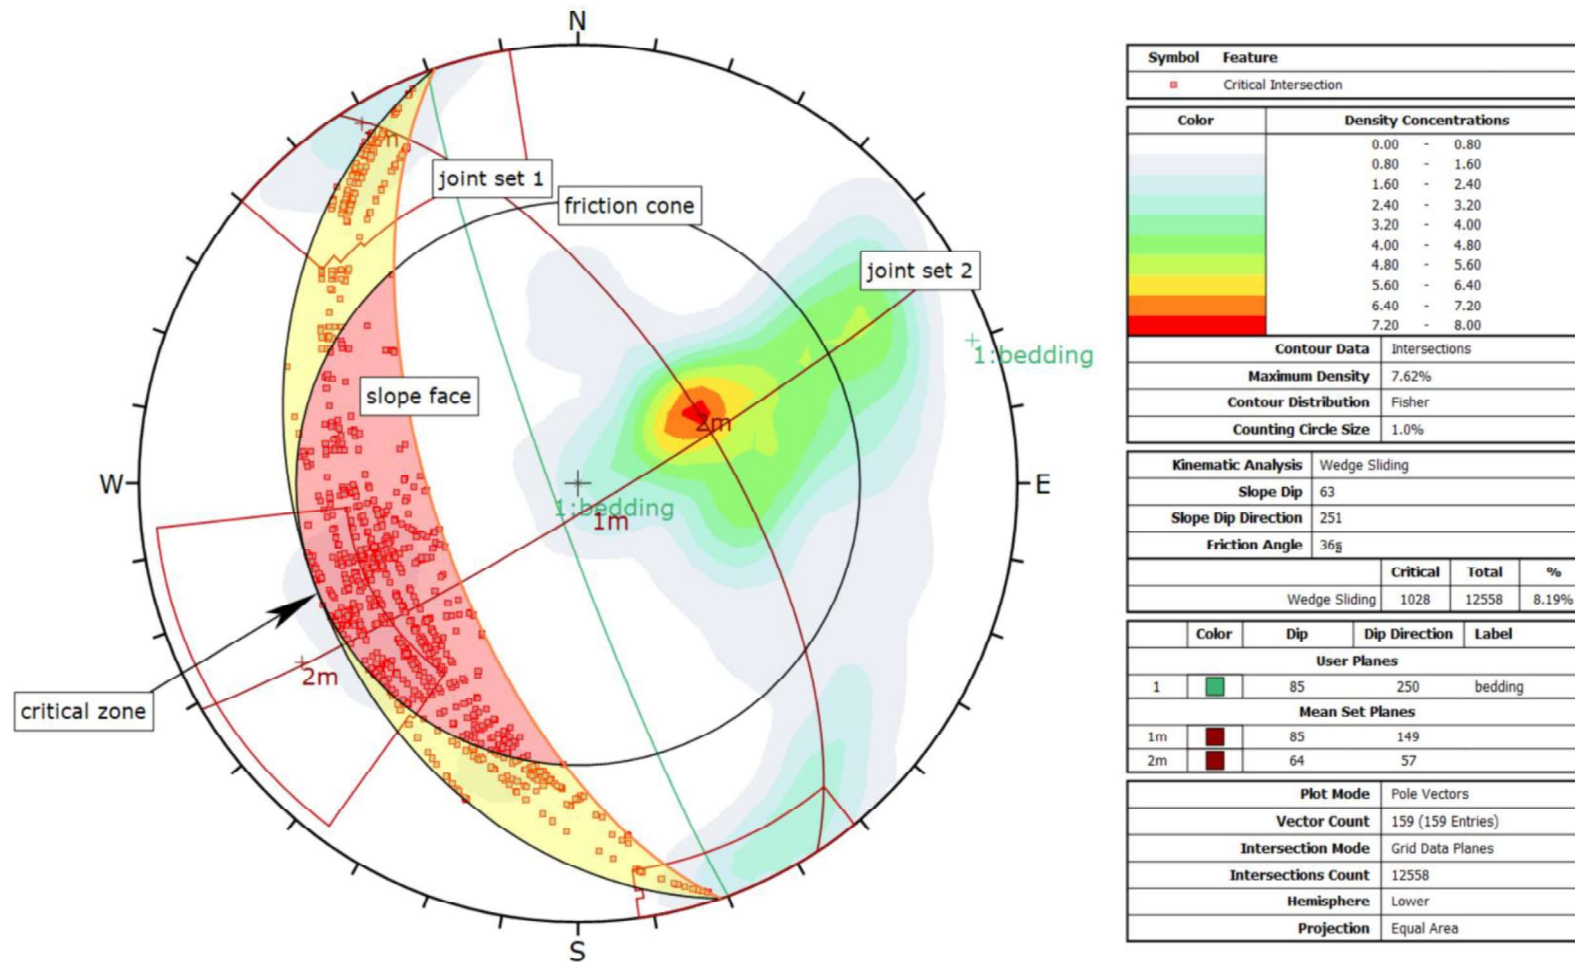 N
joint set 1
friction cone
joint set 2
1:bedding
slope face
2m
W
E
1:bedding
1m
2m
critical zone
S
Symbol Feature
Critical Intersection
Color Density Concentrations
0.00 - 0.80
0.80 - 1.60
1.60 - 2.40
2.40 - 3.20
3.20 - 4.00
4.00 - 4.80
4.80 - 5.60
5.60 - 6.40
6.40 - 7.20
7.20 - 8.00
Contour Data Intersections
Maximum Density 7.62%
Contour Distribution Fisher
Counting Circle Size 1.0%
Kinematic Analysis Wedge Sliding
Slope Dip 63
Slope Dip Direction 251
Friction Angle 36s
Critical Total %
Wedge Sliding 1028 12558 8.19%
Color Dip Dip Direction Label
User Planes
1 85 250 bedding
Mean Set Planes
1m 85 149
2m 64 57
Plot Mode Pole Vectors
Vector Count 159 (159 Entries)
Intersection Mode Grid Data Planes
Intersections Count 12558
Hemisphere Lower
Projection Equal Area